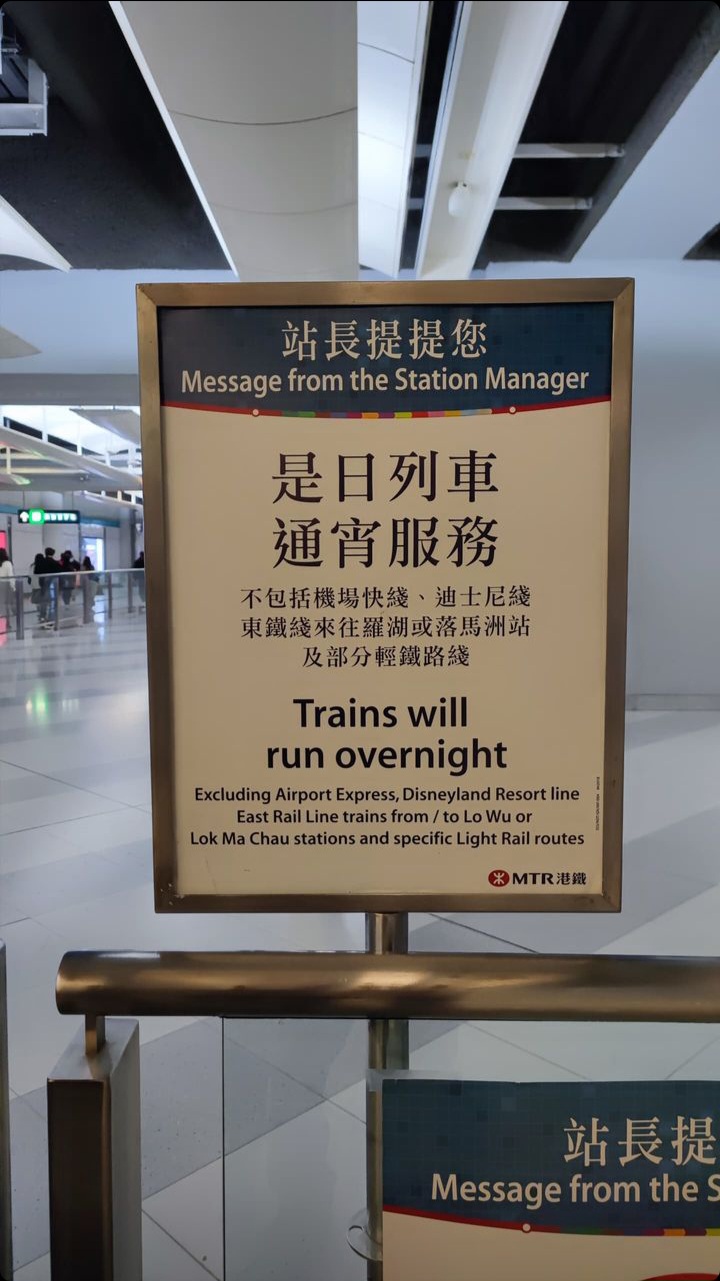 站長提提您
Message from the Station Manager
是日列車
通宵服務
不包括機場快綫、迪士尼綫
東鐵綫來往羅湖或落馬洲站
及部分輕鐵路綫
Trains will
run overnight
Excluding Airport Express, Disneyland Resort line
East Rail Line trains from / to Lo Wu or
Lok Ma Chau stations and specific Light Rail routes
MTR 港鐵
站長提
Message from the S